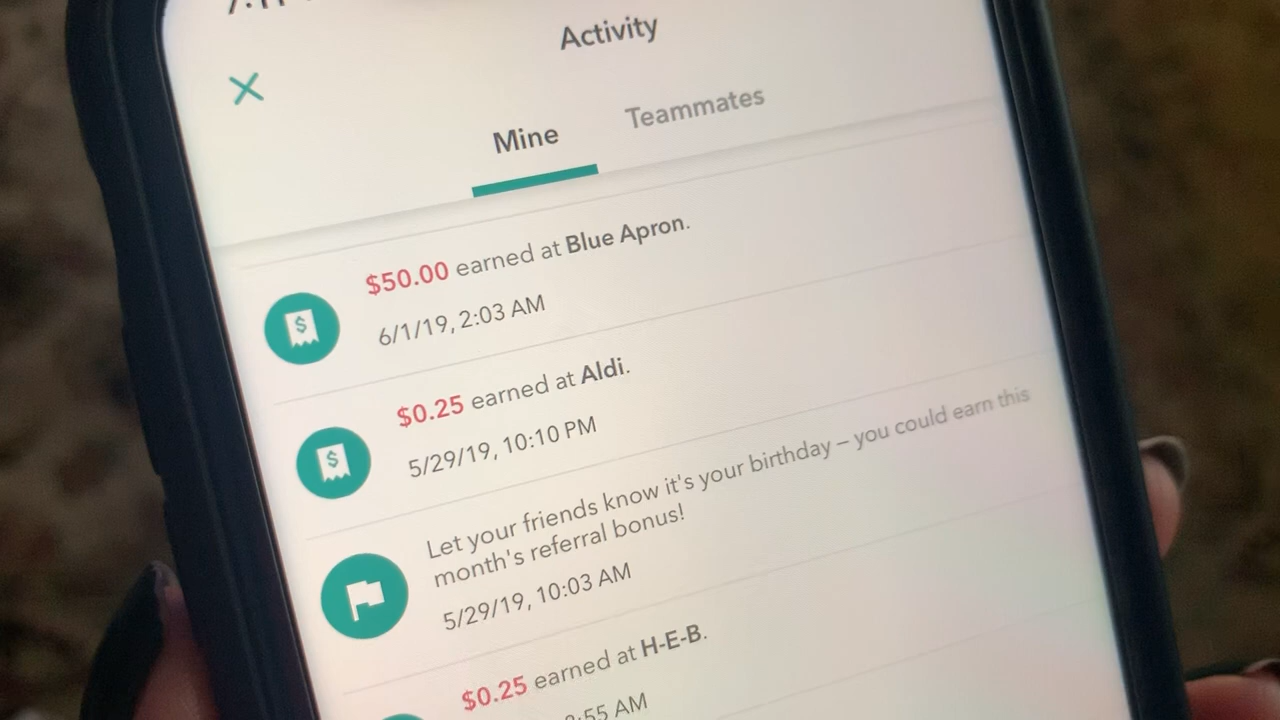 Activity
Mine
Teammates
$50.00 earned at Blue Apron.
6/1/19, 2:03 AM
$0.25 earned at Aldi.
5/29/19, 10:10 PM
Let your friends know it's your birthday – you could earn this
month's referral bonus!
5/29/19, 10:03 AM
$0.25 earned at H-E-B.
:55 AM